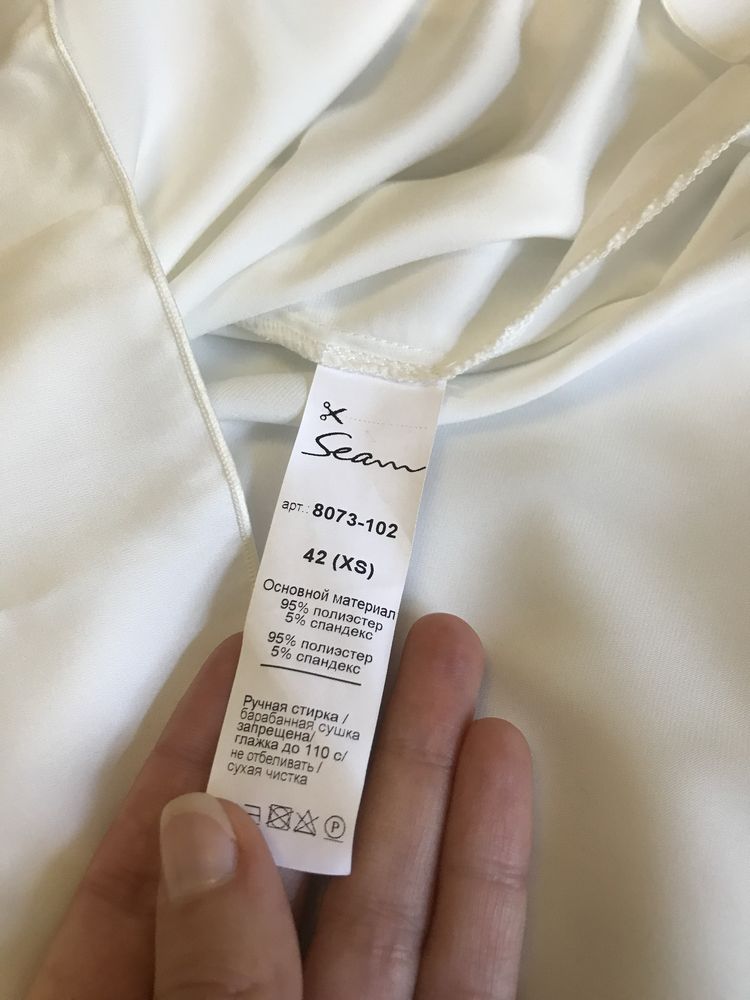 Seam
арт.: 8073-102
42 (XS)
Основной материал
95% полиэстер
5% спандекс
95% полиэстер
5% спандекс
Ручная стирка /
барабанная сушка
запрещена/
глажка до 110 с/
не отбеливать /
сухая чистка
P